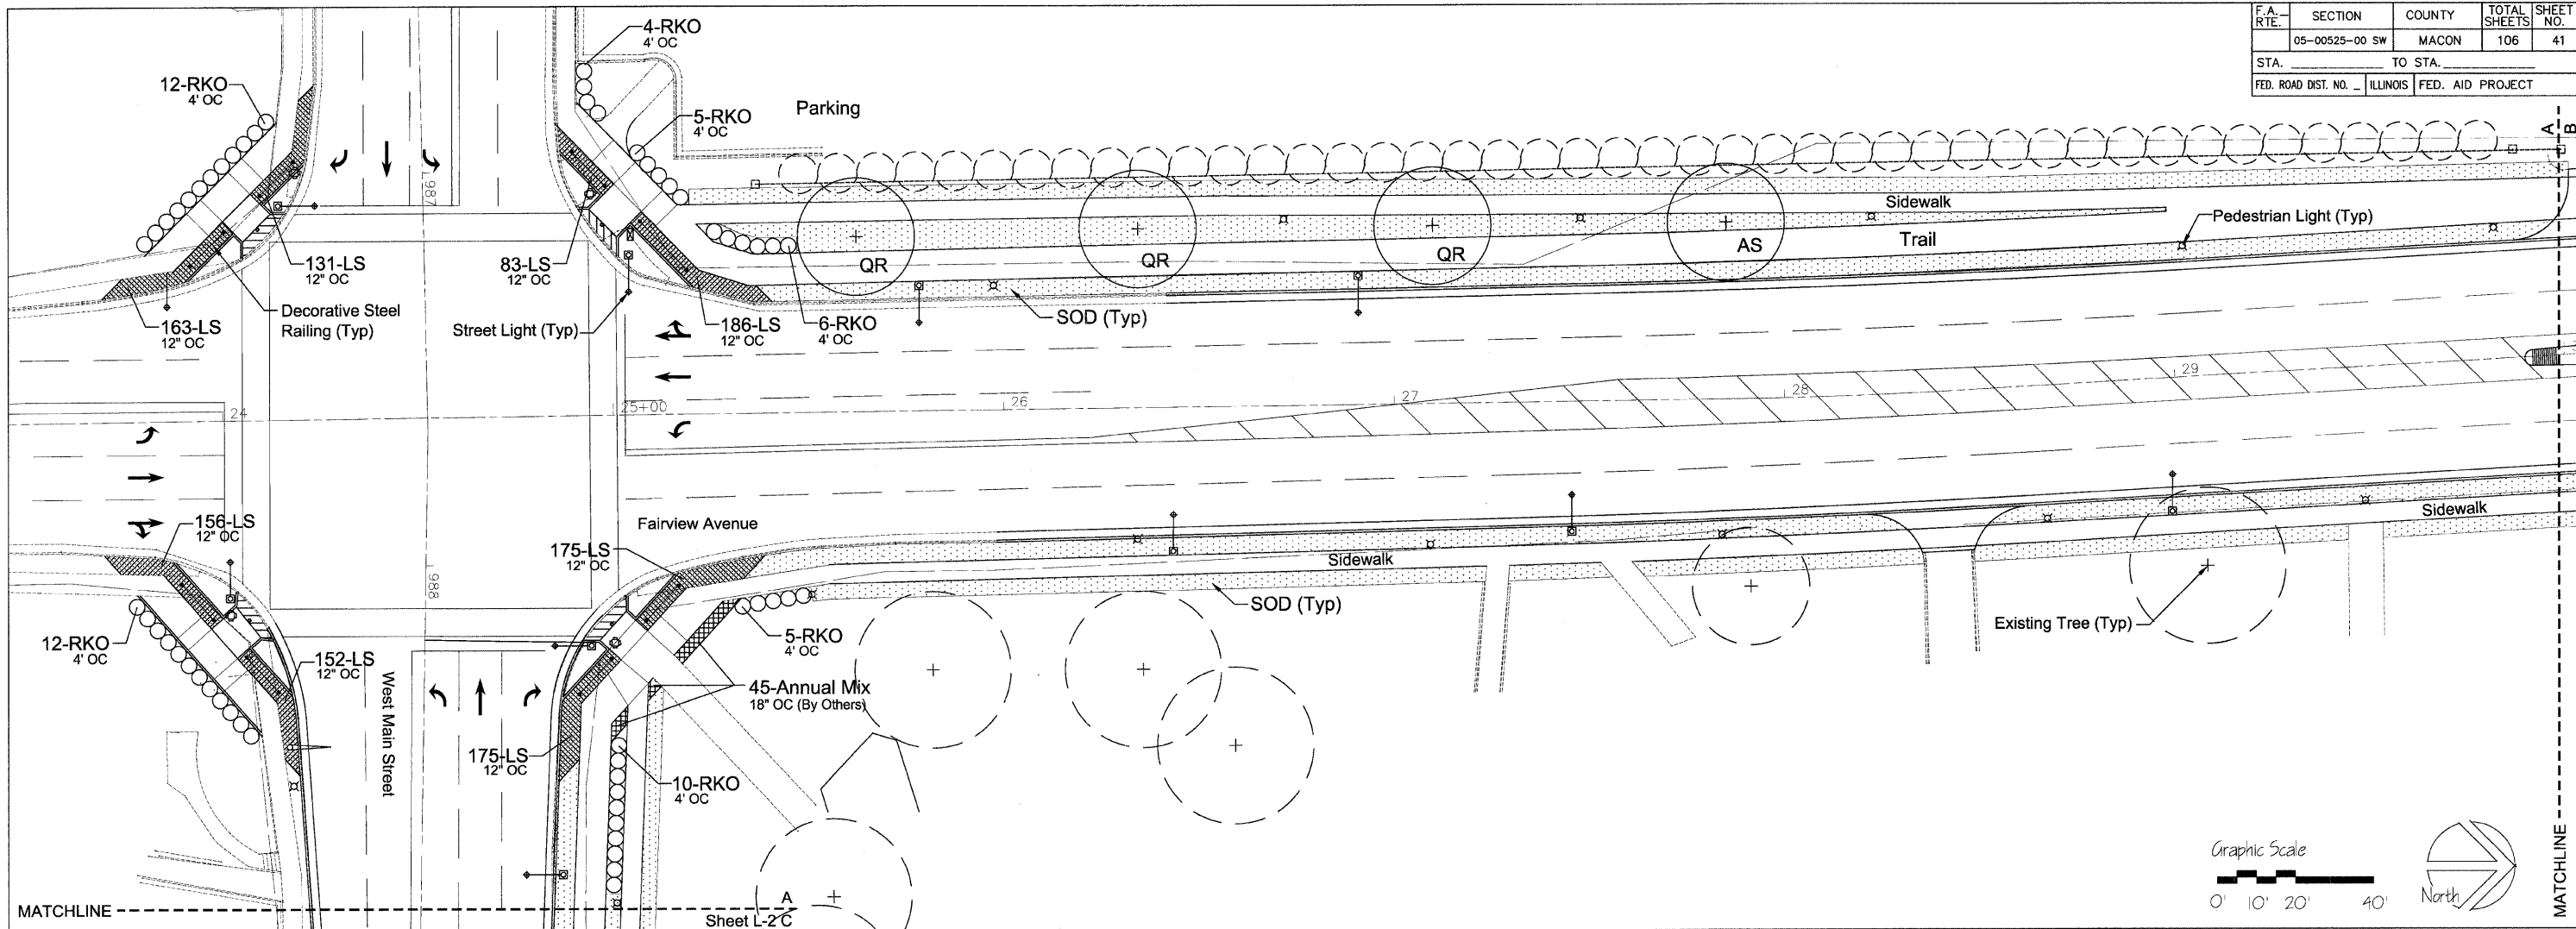 F.A. RTE. SECTION COUNTY TOTAL SHEETS SHEET NO.
05-00525-00 SW MACON 106 41
STA. TO STA.
FED. ROAD DIST. NO. ILLINOIS FED. AID PROJECT
4-RKO
4' OC
12-RKO
4' OC
5-RKO
4' OC
Parking
A B
987
Sidewalk
Pedestrian Light (Typ)
Trail
QR
QR
QR
AS
131-LS
12" OC
83-LS
12" OC
163-LS
12" OC
Decorative Steel
Railing (Typ)
Street Light (Typ)
186-LS
12" OC
6-RKO
4' OC
SOD (Typ)
24
25+00
26
27
28
29
156-LS
12" OC
Fairview Avenue
175-LS
12" OC
Sidewalk
Sidewalk
988
SOD (Typ)
Existing Tree (Typ)
12-RKO
4' OC
5-RKO
4' OC
152-LS
12" OC
West Main Street
45-Annual Mix
18" OC (By Others)
175-LS
12" OC
10-RKO
4' OC
Graphic Scale
0' 10' 20' 40'
North
MATCHLINE
MATCHLINE
A
Sheet L-2 C